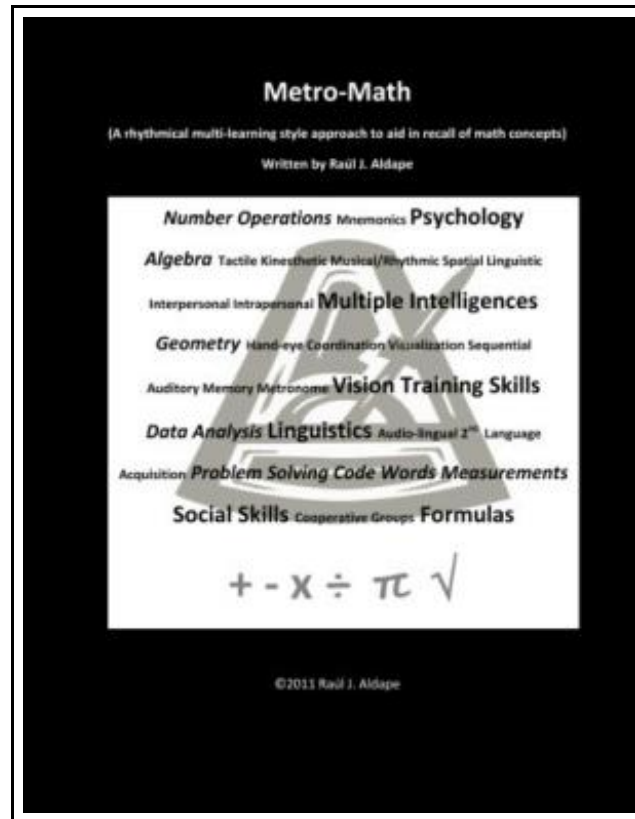 Metro-Math
(A rhythmical multi-learning style approach to aid in recall of math concepts)
Written by Raúl J. Aldape
Number Operations Mnemonics Psychology
Algebra Tactile Kinesthetic Musical/Rhythmic Spatial Linguistic
Interpersonal Intrapersonal Multiple Intelligences
Geometry Hand-eye Coordination Visualization Sequential
Auditory Memory Metronome Vision Training Skills
Data Analysis Linguistics Audio-lingual 2nd Language
Acquisition Problem Solving Code Words Measurements
Social Skills Cooperative Groups Formulas
+ - x ÷ π √
©2011 Raúl J. Aldape